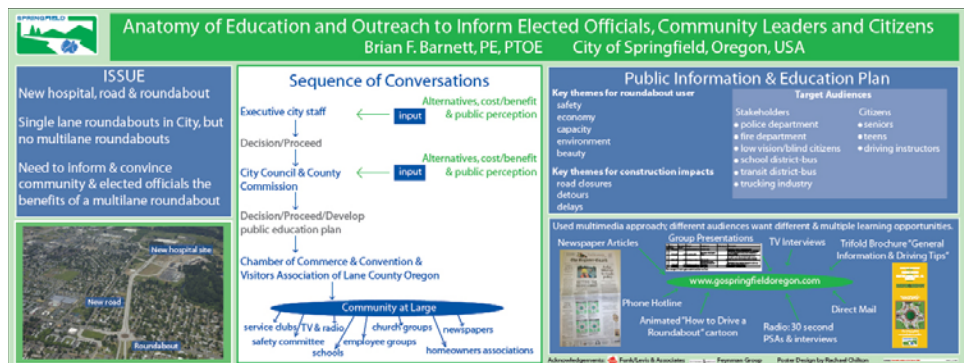 SPRINGFIELD
Anatomy of Education and Outreach to Inform Elected Officials, Community Leaders and Citizens
Brian F. Barnett, PE, PTOE City of Springfield, Oregon, USA
ISSUE
New hospital, road & roundabout
Single lane roundabouts in City, but
no multilane roundabouts
Need to inform & convince
community & elected officials the
benefits of a multilane roundabout
New hospital site
New road
Roundabout
Sequence of Conversations
Executive city staff
input
Alternatives, cost/benefit
& public perception
Decision/Proceed
City Council & County
Commission
input
Alternatives, cost/benefit
& public perception
Decision/Proceed/Develop
public education plan
Chamber of Commerce & Convention &
Visitors Association of Lane County Oregon
Community at Large
service clubs
TV & radio
church groups
newspapers
safety committee
employee groups
schools
homeowners associations
Public Information & Education Plan
Key themes for roundabout user
safety
economy
capacity
environment
beauty
Key themes for construction impacts
road closures
detours
delays
Target Audiences
Stakeholders
● police department
● fire department
● low vision/blind citizens
● school district-bus
● transit district-bus
● trucking industry
Citizens
● seniors
● teens
● driving instructors
Used multimedia approach; different audiences want different & multiple learning opportunities.
Newspaper Articles
Group Presentations
TV Interviews
Trifold Brochure "General
Information & Driving Tips"
www.gospringfieldoregon.com
Phone Hotline
Direct Mail
Animated "How to Drive a
Roundabout" cartoon
Radio: 30 second
PSAs & interviews
Acknowledgements:
Funk/Levis & Associates
Feynman Group
Poster Design by Rachael Chilton